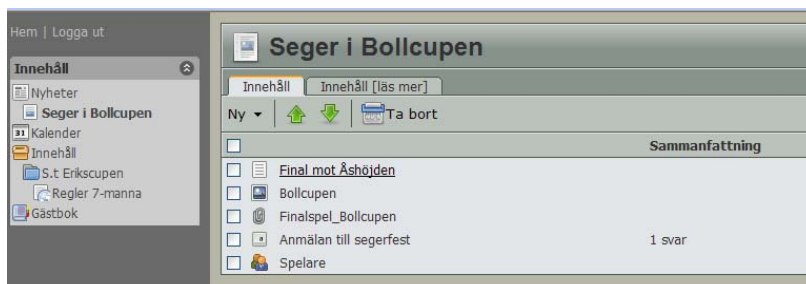 Hem | Logga ut
Innehåll
Nyheter
Seger i Bollcupen
31 Kalender
Innehåll
S.t Erikscupen
Regler 7-manna
Gästbok
Seger i Bollcupen
Innehåll
Innehåll [läs mer]
Ny
Ta bort
Sammanfattning
Final mot Åshöjden
Bollcupen
Finalspel_Bollcupen
Anmälan till segerfest 1 svar
Spelare